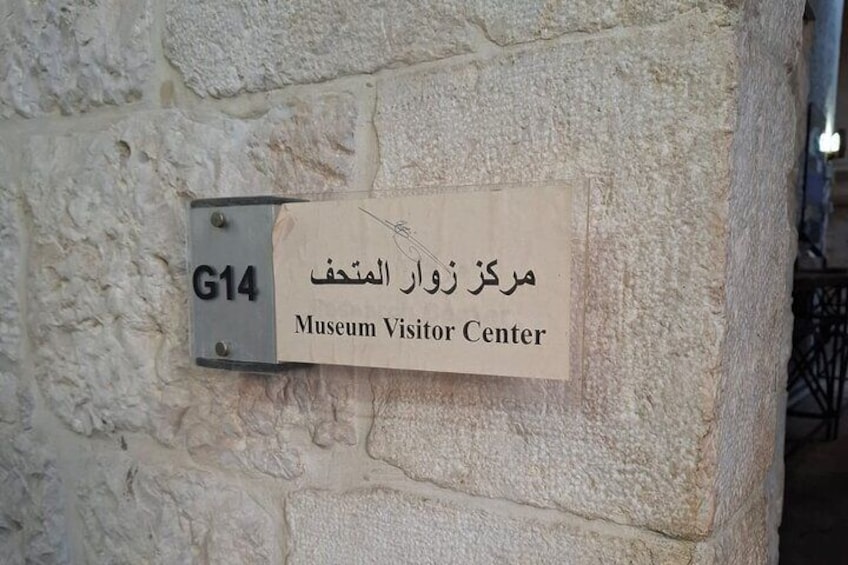 G14
مركز زوار المتحف
Museum Visitor Center